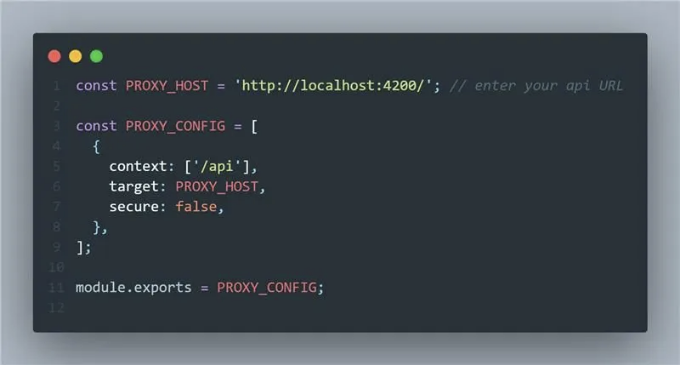 1 const PROXY_HOST = 'http://localhost:4200/'; // enter your api URL
2
3 const PROXY_CONFIG = [
4   {
5     context: ['/api'],
6     target: PROXY_HOST,
7     secure: false,
8   },
9 ];
10
11 module.exports = PROXY_CONFIG;
12